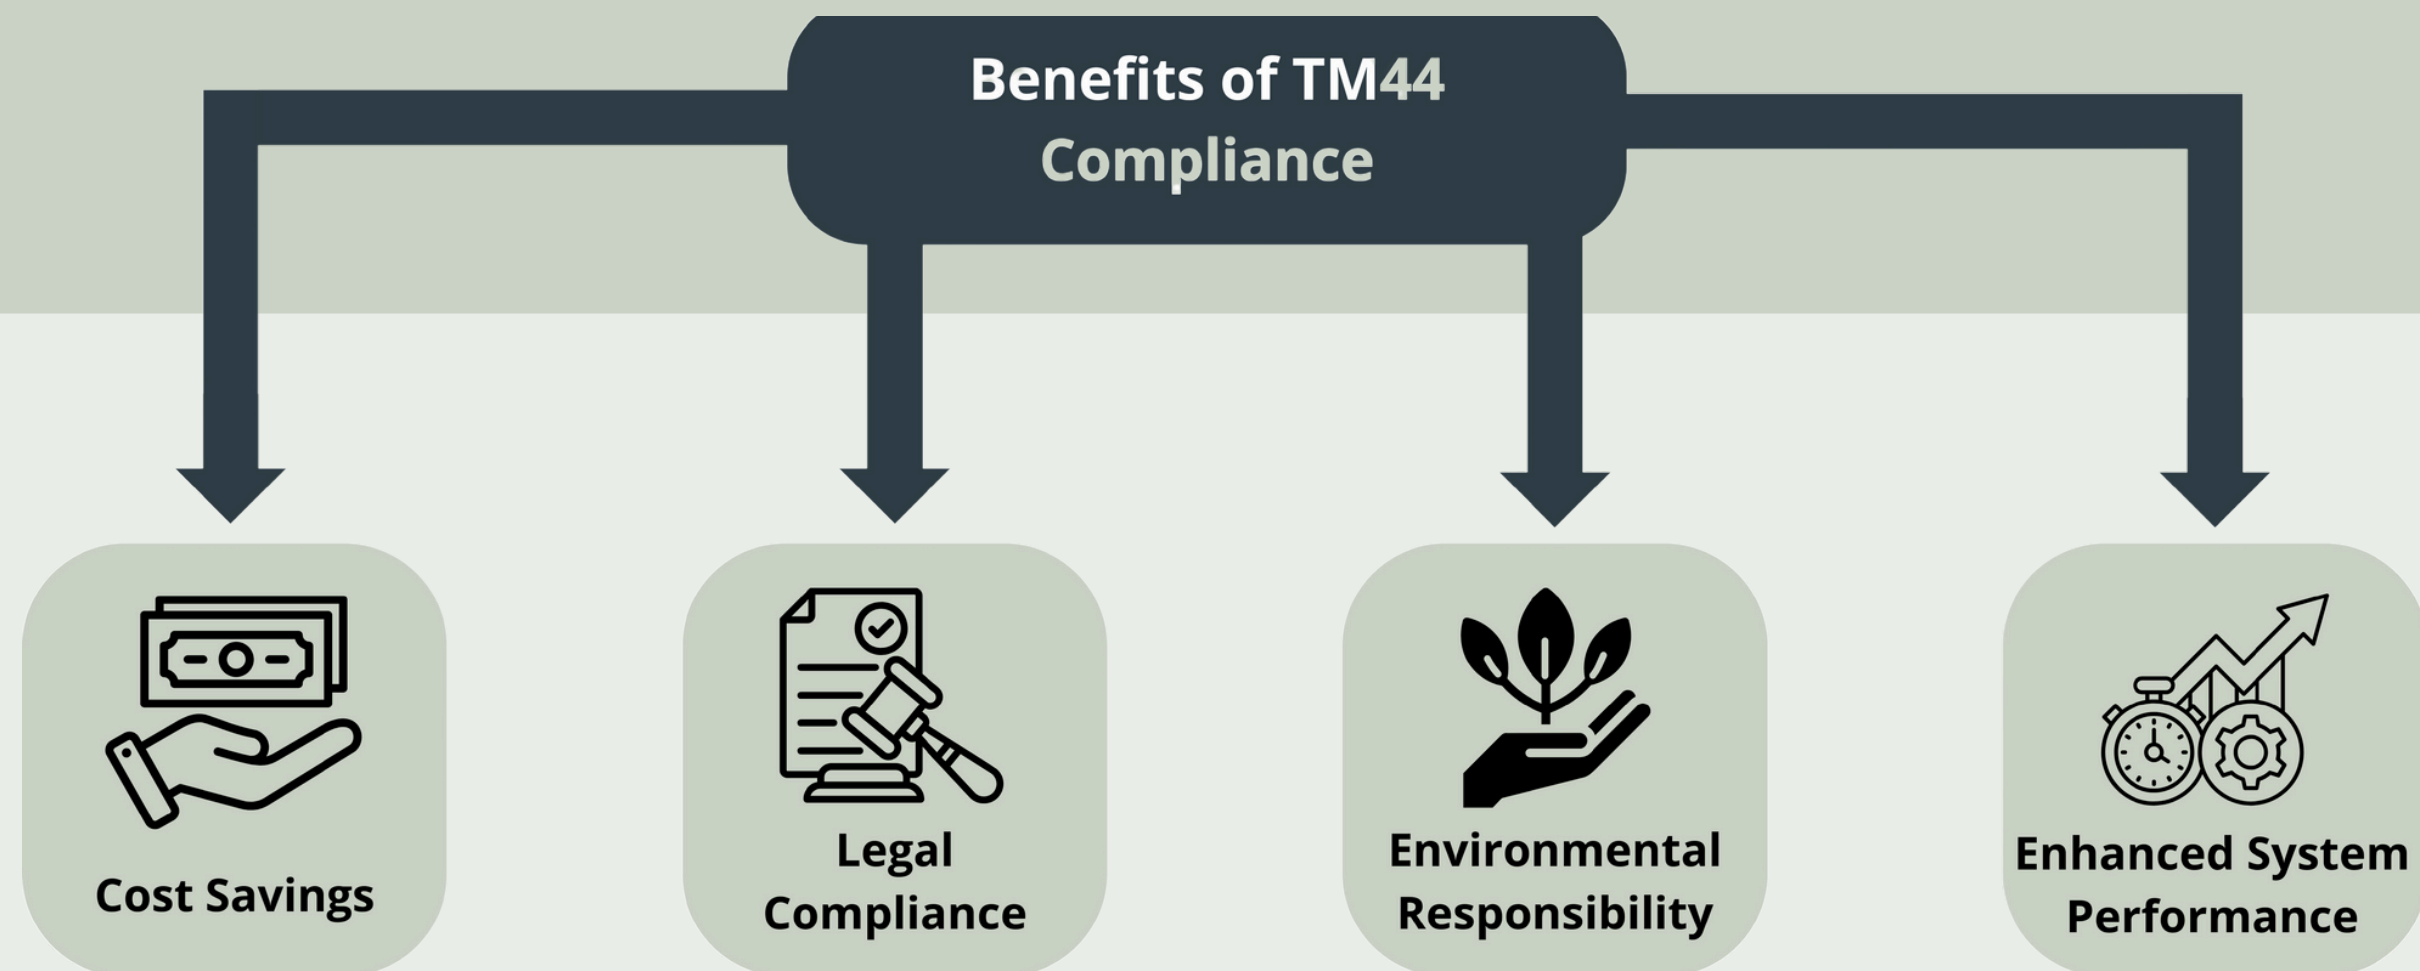 Benefits of TM44
Compliance
Cost Savings
Legal
Compliance
Environmental
Responsibility
Enhanced System
Performance